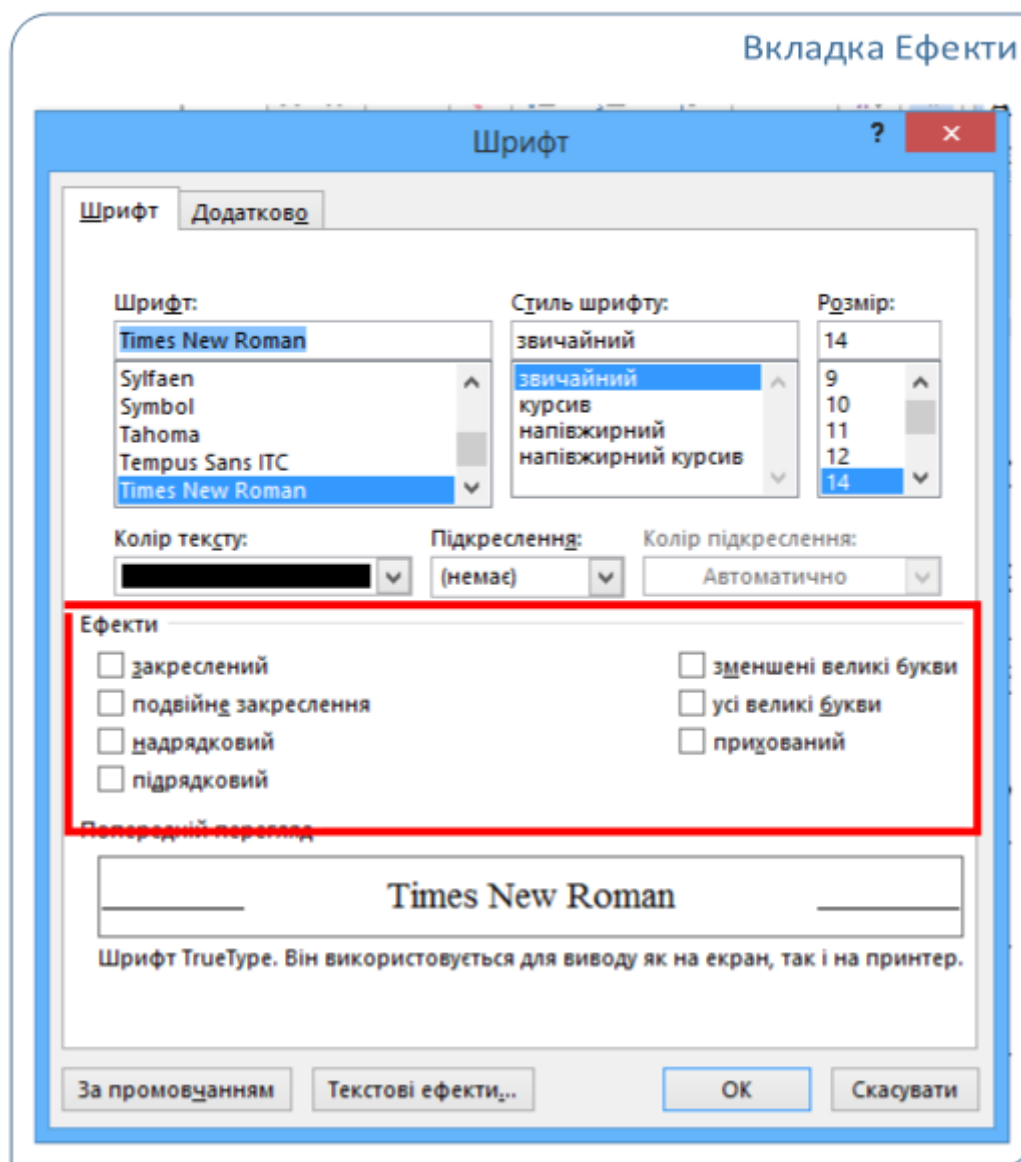 Вкладка Ефекти
Шрифт ?
Шрифт Додатково
Шрифт: Стиль шрифту: Розмір:
Times New Roman звичайний 14
Sylfaen звичайний 9
Symbol курсив 10
Tahoma напівжирний 11
Tempus Sans ITC напівжирний курсив 12
Times New Roman 14
Колір тексту: Підкреслення: Колір підкреслення:
(немає) Автоматично
Ефекти
закреслений зменшені великі букви
подвійне закреслення усі великі букви
надрядковий прихований
підрядковий
Попередній перегляд
Times New Roman
Шрифт TrueType. Він використовується для виводу як на екран, так і на принтер.
За промовчанням Текстові ефекти... ОК Скасувати